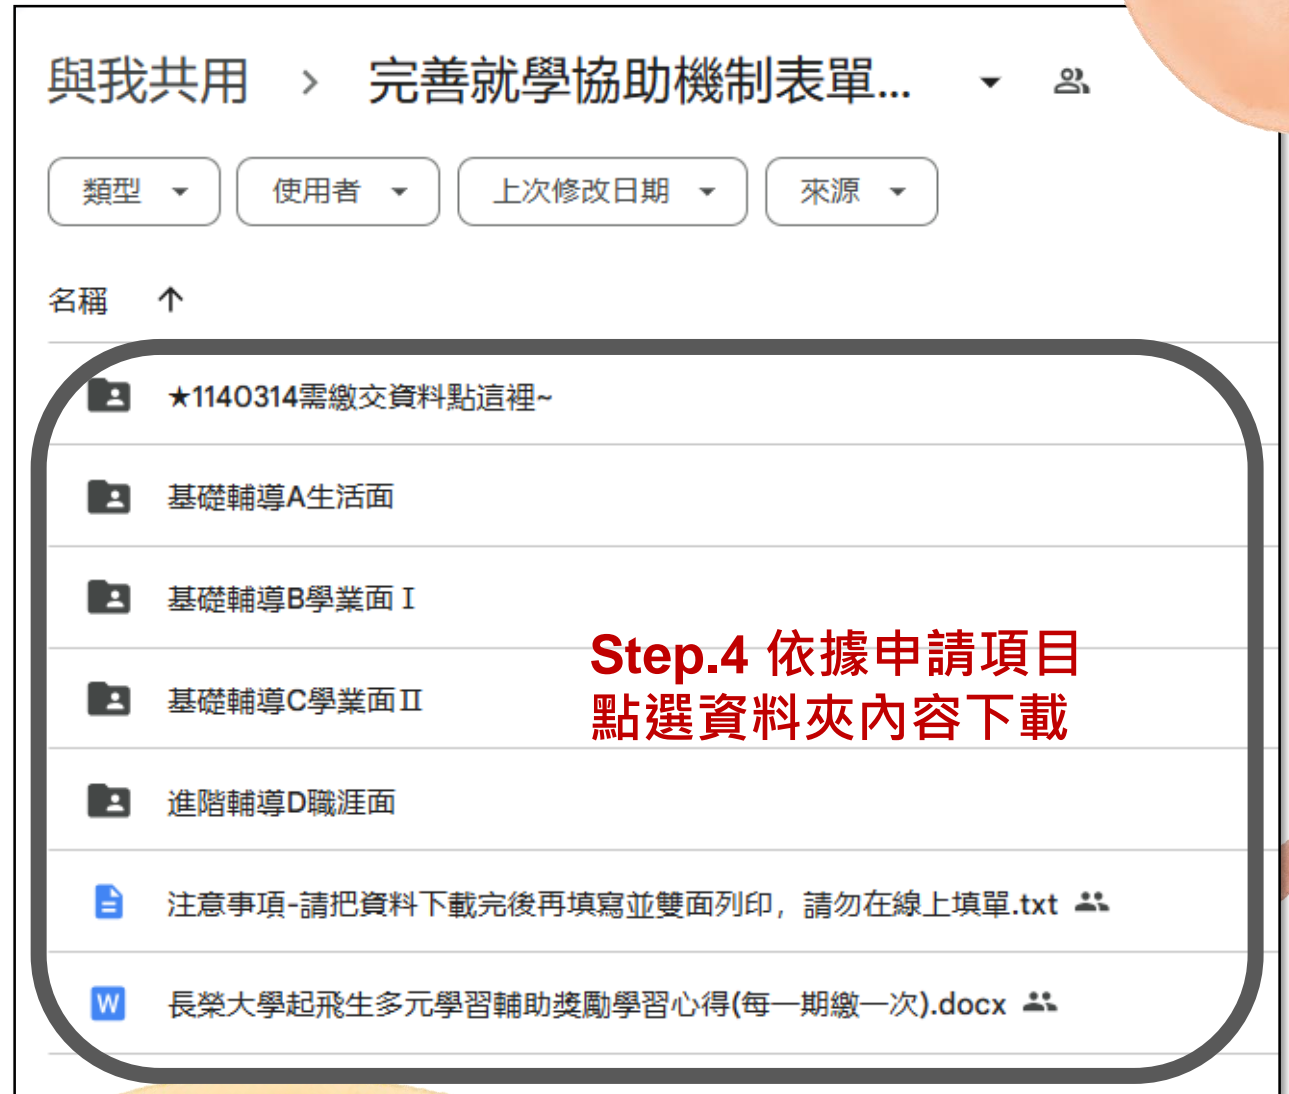 與我共用 > 完善就學協助機制表單...
類型 使用者 上次修改日期 來源
名稱
★1140314需繳交資料點這裡~
基礎輔導A生活面
基礎輔導B學業面Ⅰ
基礎輔導C學業面Ⅱ
Step.4 依據申請項目
點選資料夾內容下載
進階輔導D職涯面
注意事項-請把資料下載完後再填寫並雙面列印，請勿在線上填單.txt
W 長榮大學起飛生多元學習輔助獎勵學習心得(每一期繳一次).docx